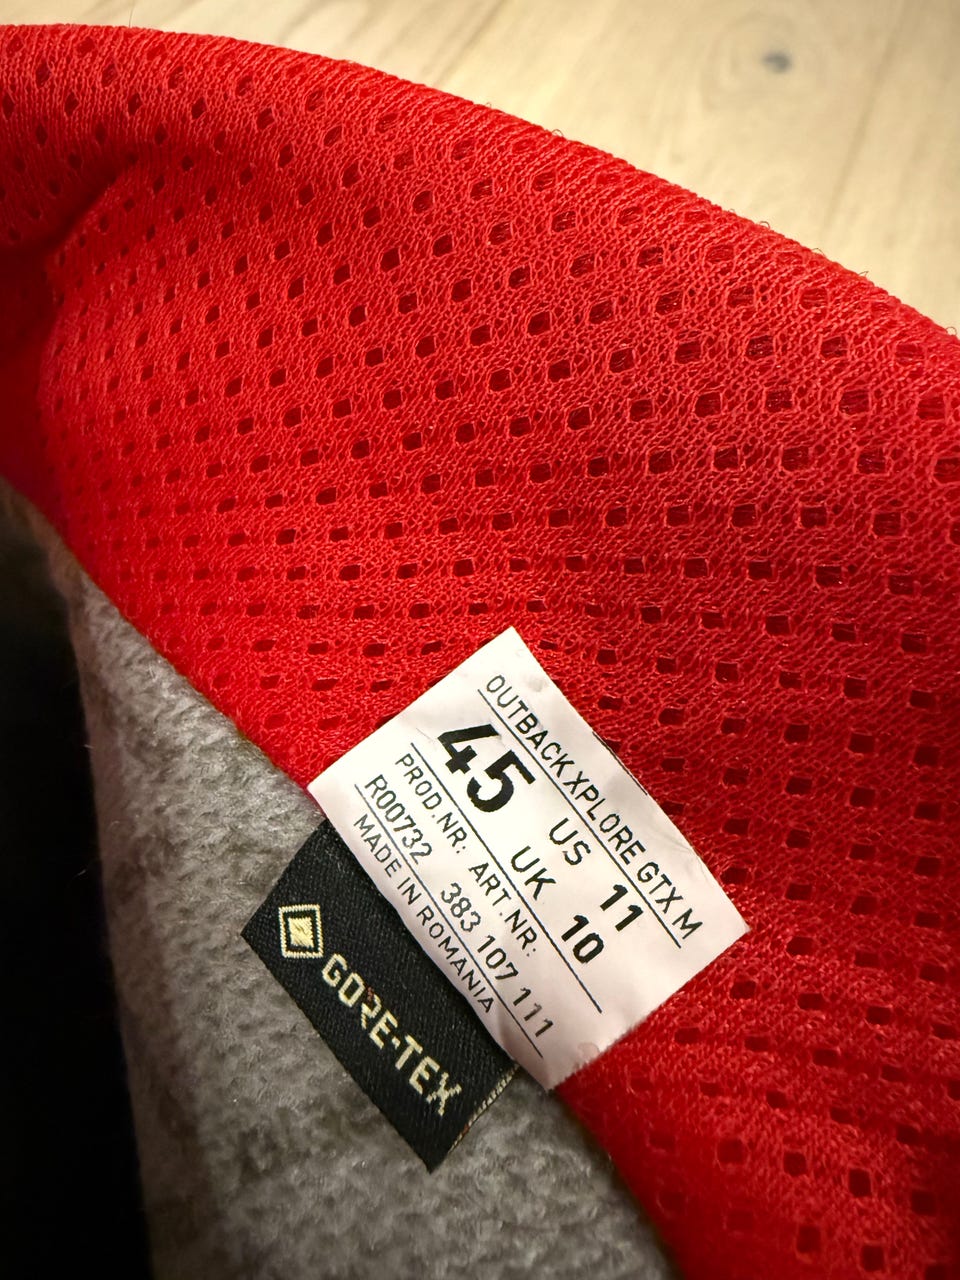 OUTBACK XPLORE GTX M
45 US 11
UK 10
PROD.NR: ART.NR:
R00732 383 107 111
MADE IN ROMANIA
GORE-TEX